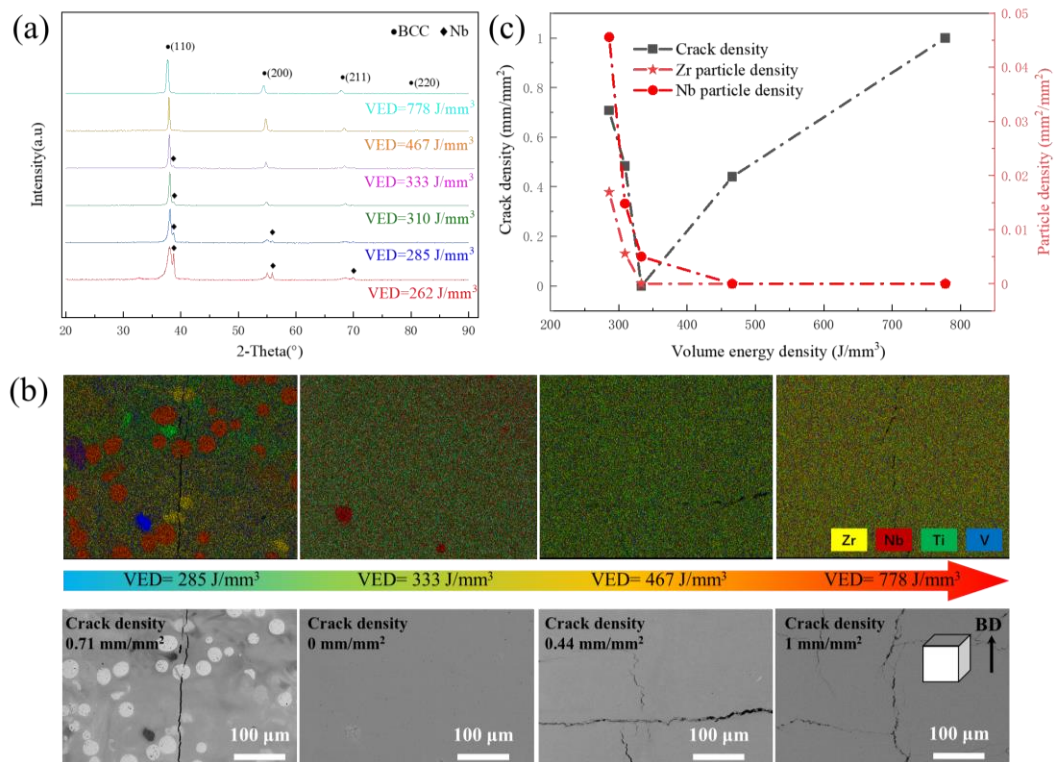 (a)
●BCC ◆Nb
●(110)
●(200)
●(211)
●(220)
VED=778 J/mm³
VED=467 J/mm³
VED=333 J/mm³
VED=310 J/mm³
VED=285 J/mm³
VED=262 J/mm³
Intensity(a.u)
20 30 40 50 60 70 80 90
2-Theta(°)
(c)
Crack density
Zr particle density
Nb particle density
Crack density (mm/mm²)
1
0.8
0.6
0.4
0.2
0
0.05
0.04
0.03
0.02
0.01
0
Particle density (mm²/mm²)
200 300 400 500 600 700 800
Volume energy density (J/mm³)
(b)
Zr Nb Ti V
VED= 285 J/mm³ VED= 333 J/mm³ VED= 467 J/mm³ VED= 778 J/mm³
Crack density
0.71 mm/mm²
100 μm
Crack density
0 mm/mm²
100 μm
Crack density
0.44 mm/mm²
100 μm
Crack density
1 mm/mm²
BD
100 μm